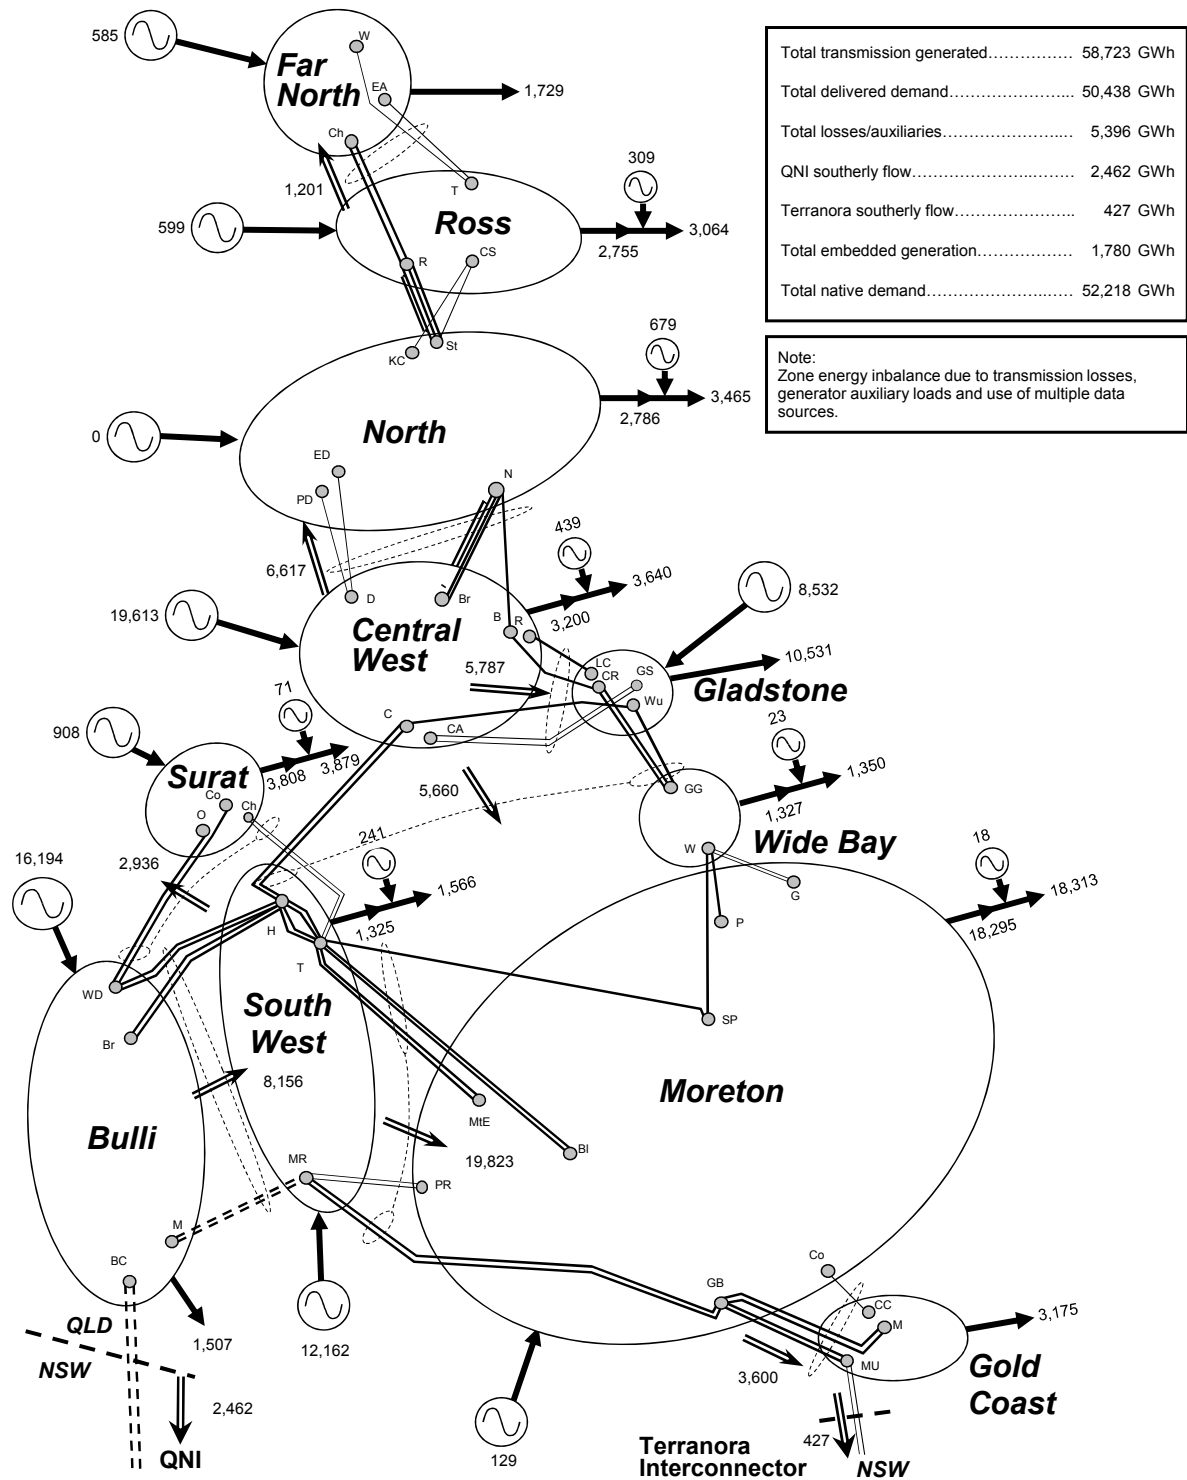 585
W
Far
North
EA
1,729
Ch
1,201
T
309
599
Ross
3,064
2,755
R
CS
Total transmission generated…………… 58,723 GWh
Total delivered demand…………………... 50,438 GWh
Total losses/auxiliaries…………………..... 5,396 GWh
QNI southerly flow……………………...…… 2,462 GWh
Terranora southerly flow………………….. 427 GWh
Total embedded generation……………… 1,780 GWh
Total native demand…………………...….. 52,218 GWh
Note:
Zone energy inbalance due to transmission losses,
generator auxiliary loads and use of multiple data
sources.
KC
St
679
3,465
2,786
0
North
ED
PD
N
6,617
439
3,640
3,200
19,613
D
Br
B
R
Central
West
5,787
C
CA
8,532
10,531
LC
CR
GS
Wu
Gladstone
71
908
3,808
3,879
Surat
Co
O
Ch
5,660
23
1,350
1,327
GG
Wide Bay
W
G
P
16,194
2,936
241
1,566
1,325
18
18,313
18,295
H
T
WD
Br
South
West
SP
Moreton
8,156
MtE
BI
19,823
Bulli
MR
PR
M
BC
QLD
NSW
1,507
12,162
2,462
QNI
129
Co
GB
CC
M
MU
3,175
3,600
Gold
Coast
427
Terranora
Interconnector
NSW